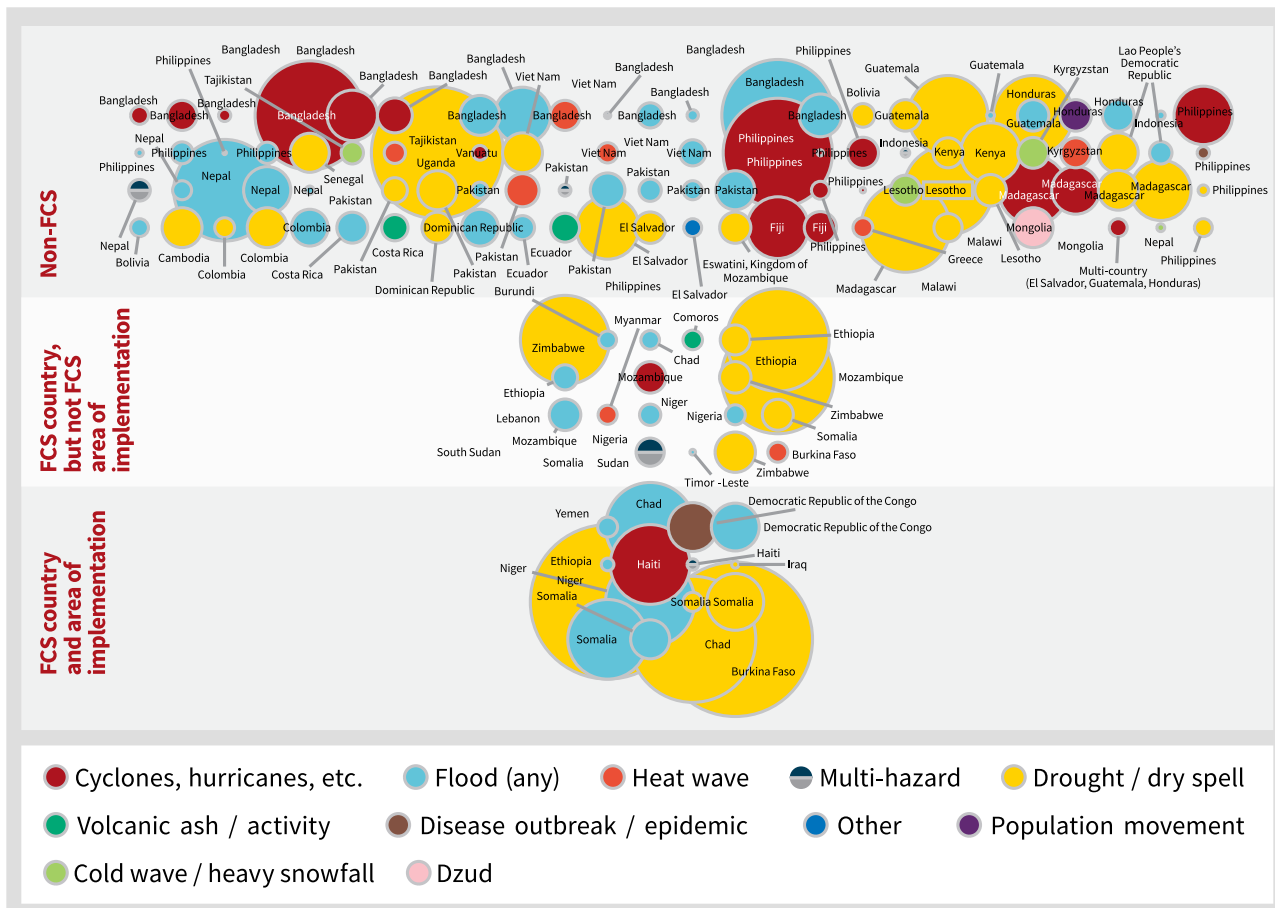 Non-FCS
Bangladesh
Bangladesh
Philippines
Tajikistan
Bangladesh
Bangladesh
Bangladesh
Viet Nam
Viet Nam
Bangladesh
Bangladesh
Bangladesh
Philippines
Bolivia
Guatemala
Guatemala
Kyrgyzstan
Lao People's
Democratic
Republic
Bangladesh
Bangladesh
Bangladesh
Bangladesh
Bangladesh
Bangladesh
Bangladesh
Bangladesh
Bangladesh
Guatemala
Honduras
Guatemala
Honduras
Honduras
Indonesia
Philippines
Nepal
Philippines
Philippines
Tajikistan
Uganda
Vanuatu
Viet Nam
Viet Nam
Viet Nam
Philippines
Philippines
Philippines
Indonesia
Kenya
Kenya
Kyrgyzstan
Philippines
Philippines
Nepal
Nepal
Nepal
Senegal
Pakistan
Pakistan
Pakistan
Pakistan
Pakistan
Pakistan
Philippines
Lesotho
Lesotho
Madagascar
Madagascar
Madagascar
Madagascar
Philippines
Nepal
Bolivia
Cambodia
Colombia
Colombia
Colombia
Costa Rica
Pakistan
Costa Rica
Dominican Republic
Dominican Republic
Pakistan
Pakistan
Ecuador
Ecuador
Pakistan
El Salvador
El Salvador
Philippines
El Salvador
Eswatini, Kingdom of
Mozambique
Fiji
Fiji
Philippines
Madagascar
Greece
Malawi
Malawi
Lesotho
Mongolia
Mongolia
Multi-country
(El Salvador, Guatemala, Honduras)
Nepal
Philippines
FCS country,
but not FCS
area of
implementation
Burundi
Zimbabwe
Myanmar
Comoros
Chad
Ethiopia
Ethiopia
Ethiopia
Mozambique
Mozambique
Lebanon
Niger
Nigeria
Zimbabwe
Mozambique
Nigeria
Somalia
South Sudan
Somalia
Sudan
Burkina Faso
Zimbabwe
Timor -Leste
FCS country
and area of
implementation
Yemen
Chad
Democratic Republic of the Congo
Democratic Republic of the Congo
Niger
Ethiopia
Niger
Haiti
Haiti
Iraq
Somalia
Somalia
Somalia
Somalia
Chad
Burkina Faso
Cyclones, hurricanes, etc.
Flood (any)
Heat wave
Multi-hazard
Drought / dry spell
Volcanic ash / activity
Disease outbreak / epidemic
Other
Population movement
Cold wave / heavy snowfall
Dzud